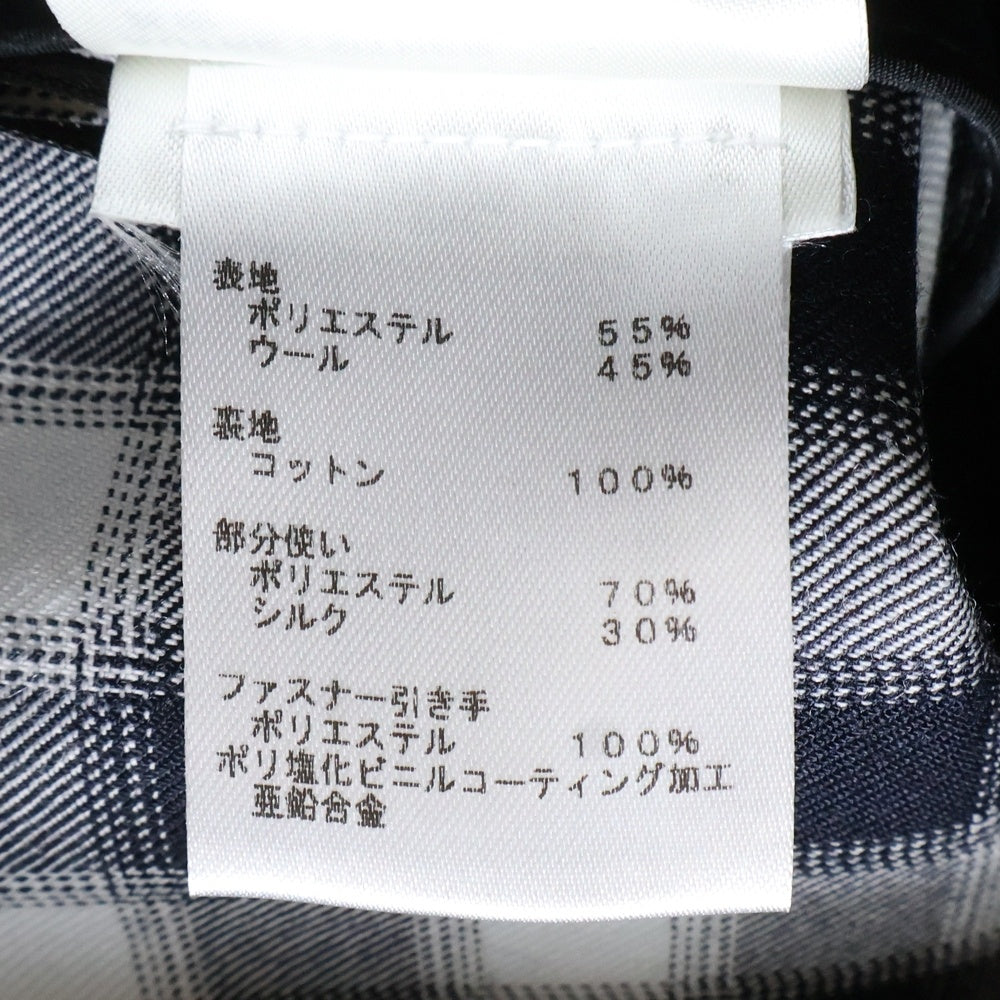 表地
ポリエステル 55%
ウール 45%
裏地
コットン 100%
部分使い
ポリエステル 70%
シルク 30%
ファスナー引き手
ポリエステル 100%
ポリ塩化ビニルコーティング加工
亜鉛合金